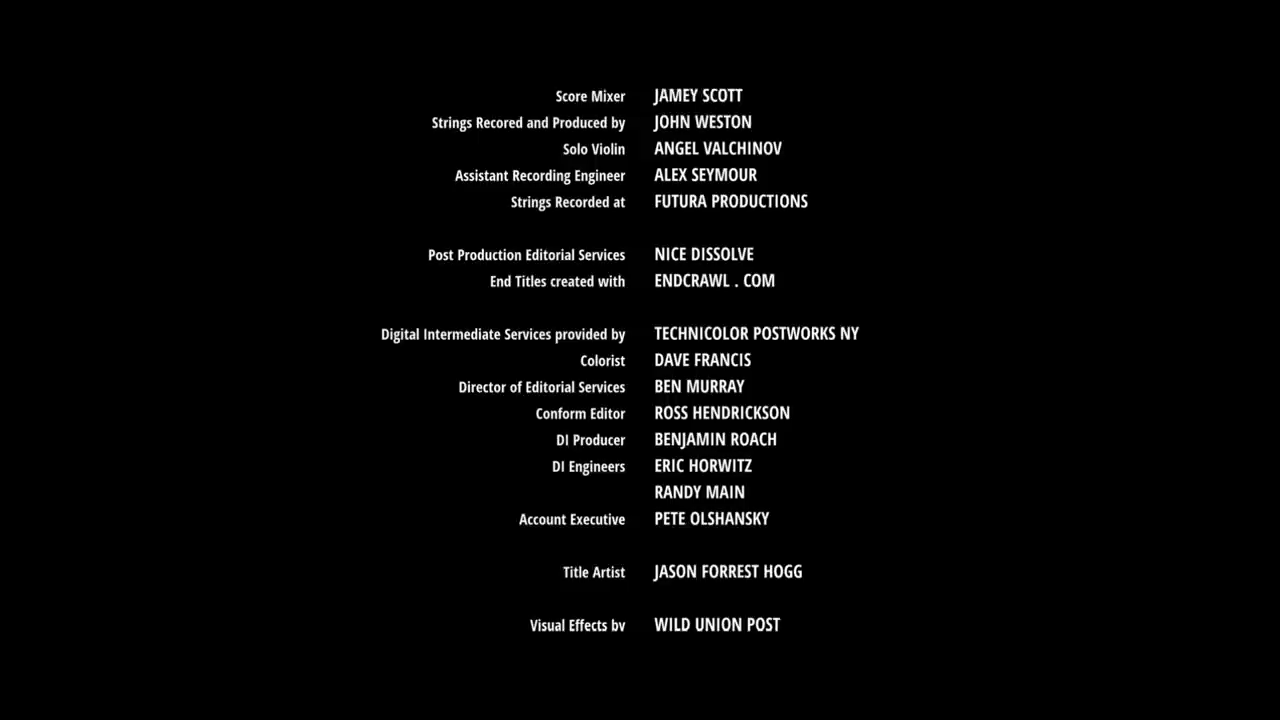 Score Mixer JAMEY SCOTT
Strings Recored and Produced by JOHN WESTON
Solo Violin ANGEL VALCHINOV
Assistant Recording Engineer ALEX SEYMOUR
Strings Recorded at FUTURA PRODUCTIONS
Post Production Editorial Services NICE DISSOLVE
End Titles created with ENDCRAWL . COM
Digital Intermediate Services provided by TECHNICOLOR POSTWORKS NY
Colorist DAVE FRANCIS
Director of Editorial Services BEN MURRAY
Conform Editor ROSS HENDRICKSON
DI Producer BENJAMIN ROACH
DI Engineers ERIC HORWITZ
RANDY MAIN
Account Executive PETE OLSHANSKY
Title Artist JASON FORREST HOGG
Visual Effects by WILD UNION POST